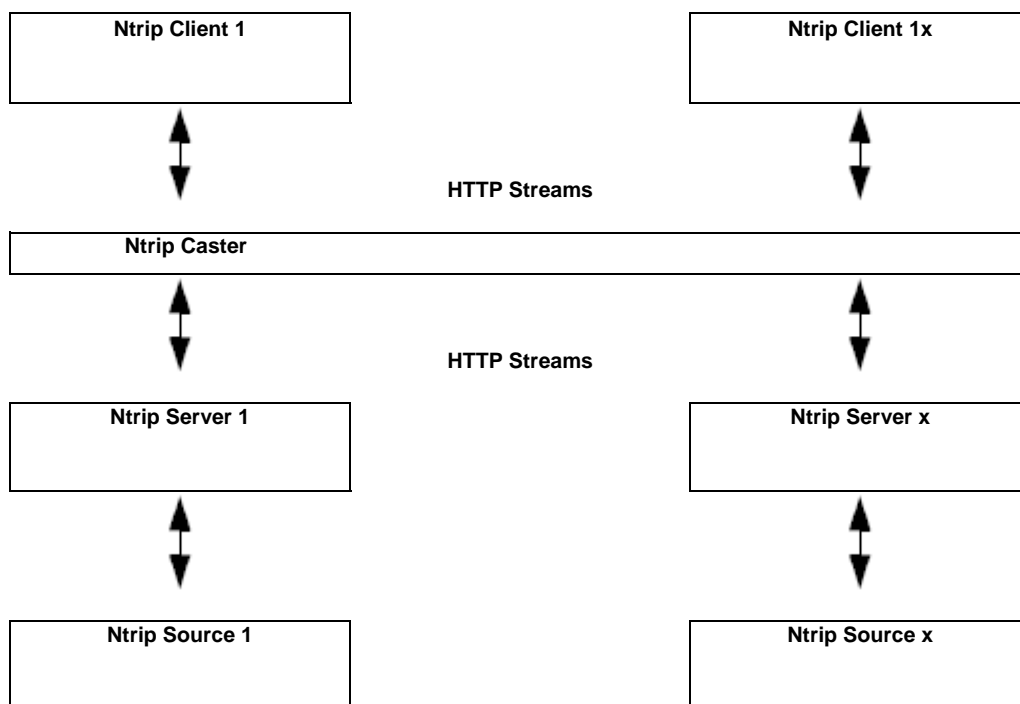 Ntrip Client 1
Ntrip Client 1x
HTTP Streams
Ntrip Caster
HTTP Streams
Ntrip Server 1
Ntrip Server x
Ntrip Source 1
Ntrip Source x